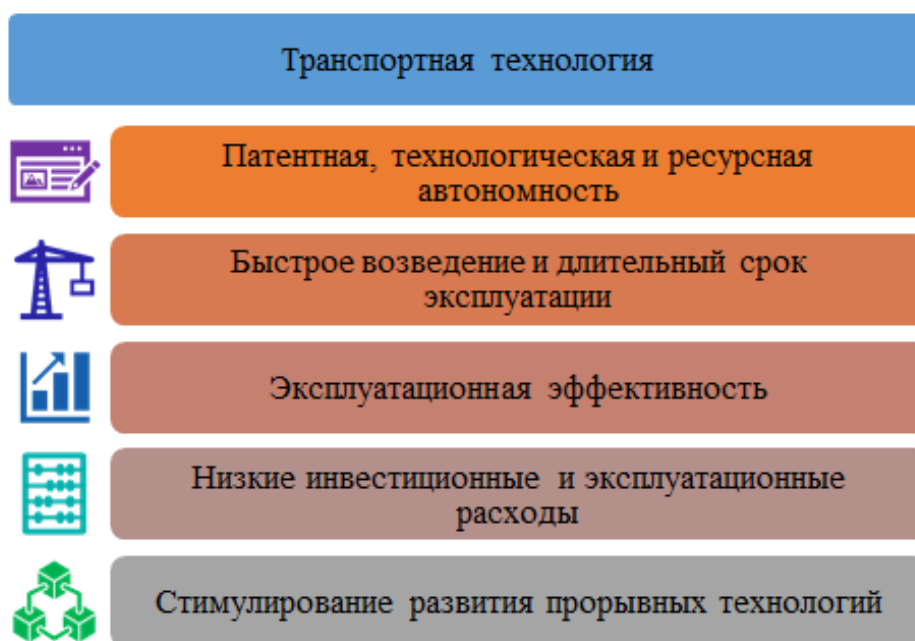 Транспортная технология
Патентная, технологическая и ресурсная
автономность
Быстрое возведение и длительный срок
эксплуатации
Эксплуатационная эффективность
Низкие инвестиционные и эксплуатационные
расходы
Стимулирование развития прорывных технологий